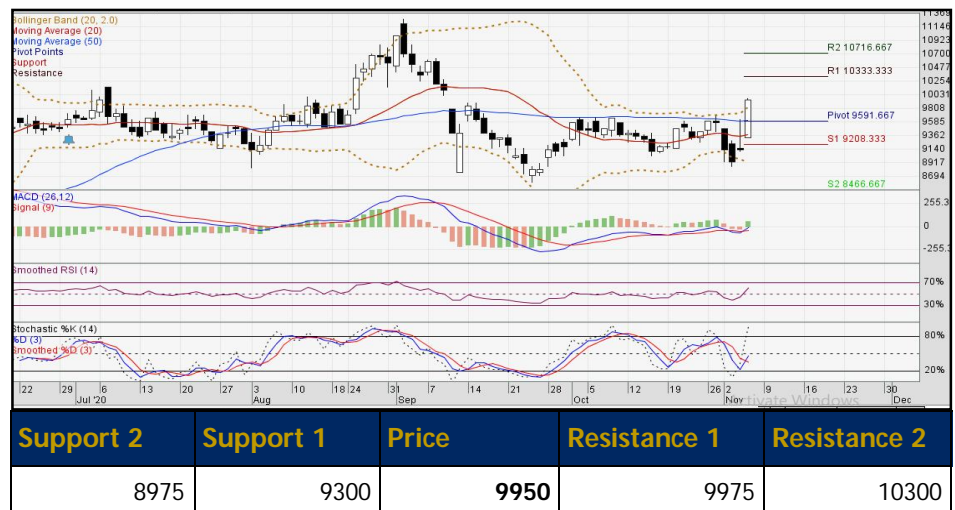 Bollinger Band (20, 2.0)
Moving Average (20)
Moving Average (50)
Pivot Points
Support
Resistance
11369
11146
10923
10700
10477
10254
10031
9808
9585
9362
9140
8917
8694
R2 10716.667
R1 10333.333
Pivot 9591.667
S1 9208.333
S2 8466.667
MACD (26,12)
Signal (9)
255.3
0
-255.3
Smoothed RSI (14)
70%
30%
Stochastic %K (14)
%D (3)
Smoothed %D (3)
80%
20%
22 29 6 13 20 27 3 10 18 24 31 7 14 21 28 5 12 19 26 2 9 16 23 30
Jul '20 Aug Sep Oct Nov Dec
Activate Windows
Support 2 Support 1 Price Resistance 1 Resistance 2
8975 9300 9950 9975 10300